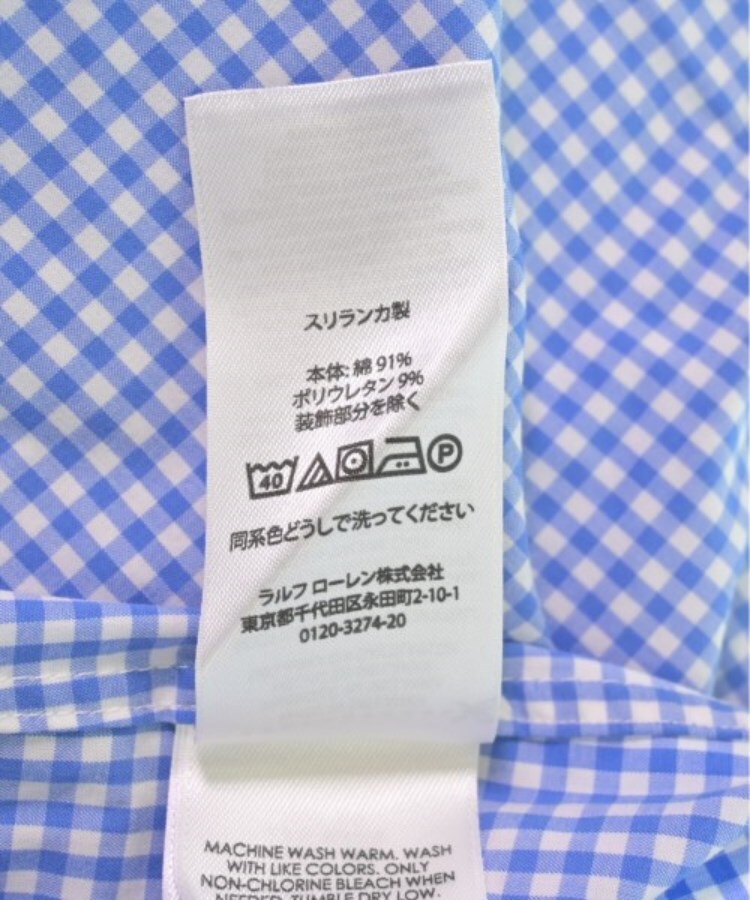 スリランカ製
本体: 綿 91%
ポリウレタン 9%
装飾部分を除く
40 P
同系色どうしで洗ってください
ラルフ ローレン株式会社
東京都千代田区永田町2-10-1
0120-3274-20
MACHINE WASH WARM. WASH
WITH LIKE COLORS. ONLY
NON-CHLORINE BLEACH WHEN
NEEDED. TUMBLE DRY LOW.